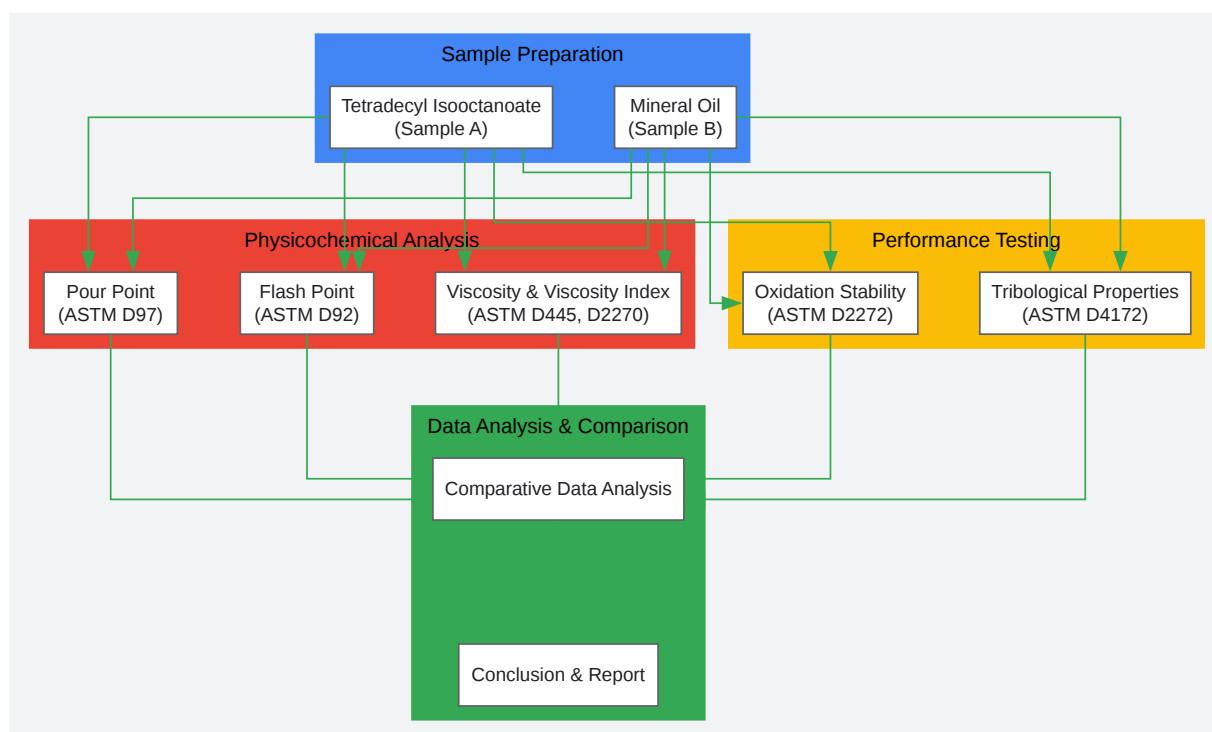 Sample Preparation
Tetradecyl Isooctanoate
(Sample A)
Mineral Oil
(Sample B)
Physicochemical Analysis
Pour Point
(ASTM D97)
Flash Point
(ASTM D92)
Viscosity & Viscosity Index
(ASTM D445, D2270)
Performance Testing
Oxidation Stability
(ASTM D2272)
Tribological Properties
(ASTM D4172)
Data Analysis & Comparison
Comparative Data Analysis
Conclusion & Report